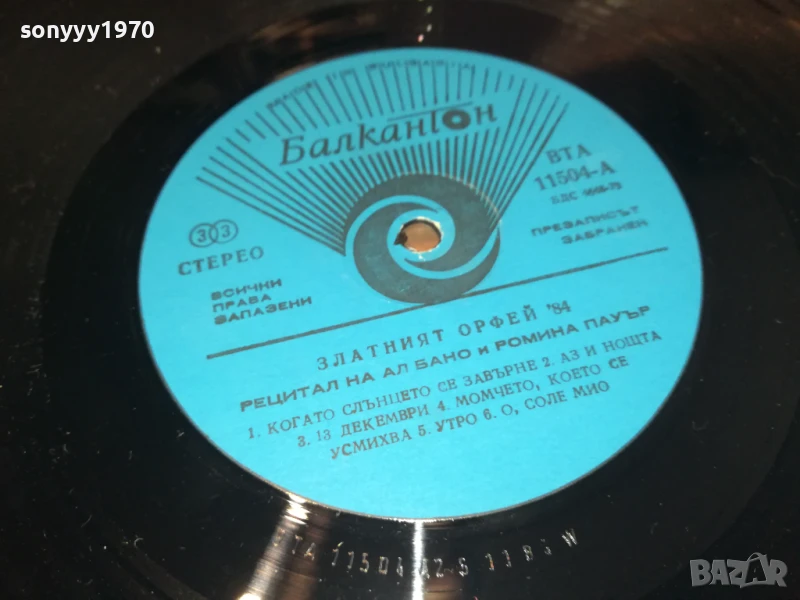 sonyyy1970
Балкантон
ВТА
11504-А
БДС
33
СТЕРЕО
ПРЕЗАПИСЪТ
ЗАБРАНЕН
ВСИЧКИ
ПРАВА
ЗАПАЗЕНИ
ЗЛАТНИЯТ ОРФЕЙ '84
РЕЦИТАЛ НА АЛ БАНО И РОМИНА ПАУЪР
1. КОГАТО СЛЪНЦЕТО СЕ ЗАВЪРНЕ 2. АЗ И НОЩТА
3. 13 ДЕКЕМВРИ 4. МОМЧЕТО, КОЕТО СЕ
УСМИХВА 5. УТРО 6. О, СОЛЕ МИО
BAZAR